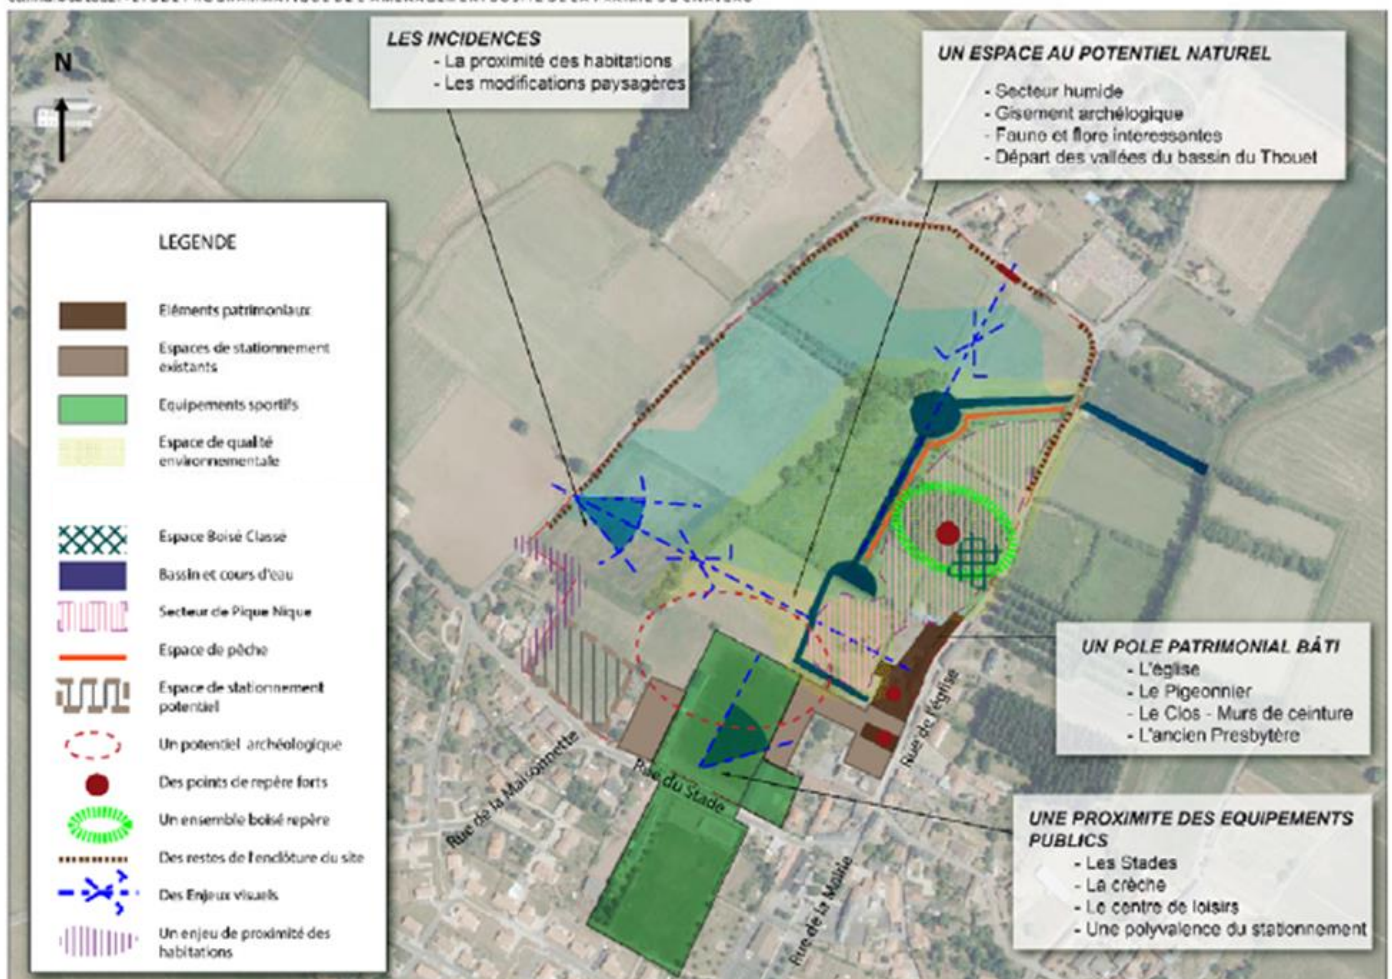 LES INCIDENCES
- La proximité des habitations
- Les modifications paysagères
UN ESPACE AU POTENTIEL NATUREL
- Secteur humide
- Gisement archélogique
- Faune et flore interessantes
- Départ des vallées du bassin du Thouet
N
LEGENDE
Eléments patrimoniaux
Espaces de stationnement
existants
Equipements sportifs
Espace de qualité
environnementale
Espace Boisé Classé
Bassin et cours d'eau
Secteur de Pique Nique
Espace de pêche
Espace de stationnement
potentiel
Un potentiel archéologique
Des points de repère forts
Un ensemble boisé repère
Des restes de l'enclôture du site
Des Enjeux visuels
Un enjeu de proximité des
habitations
UN POLE PATRIMONIAL BÂTI
- L'église
- Le Pigeonnier
- Le Clos - Murs de ceinture
- L'ancien Presbytère
Rue de l'église
Rue de la Maisonnette
Rue du Stade
Rue de la Mairie
UNE PROXIMITE DES EQUIPEMENTS
PUBLICS
- Les Stades
- La crèche
- Le centre de loisirs
- Une polyvalence du stationnement